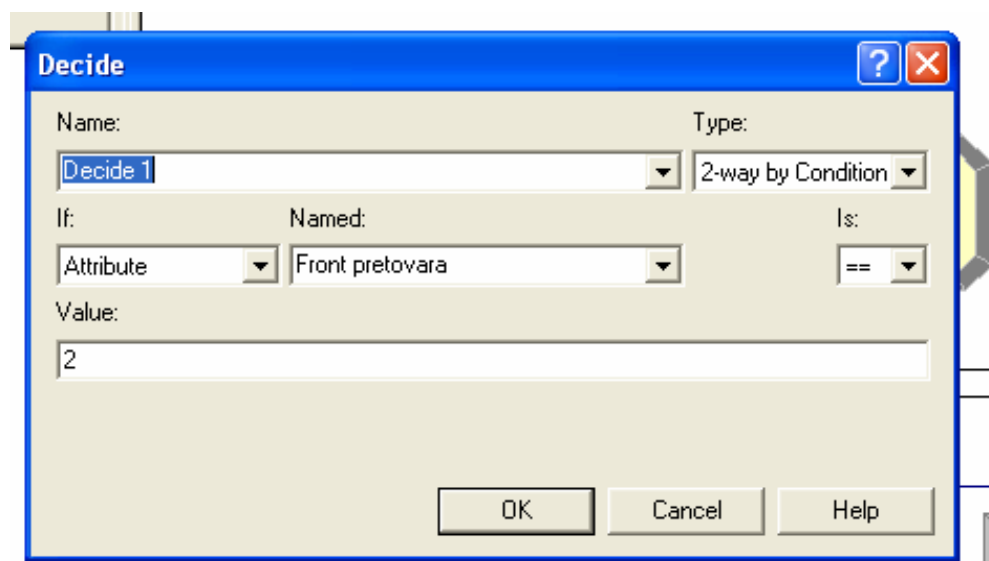 Decide
Name: Type:
Decide 1 2-way by Condition
If: Named: Is:
Attribute Front pretovara ==
Value:
2
OK Cancel Help